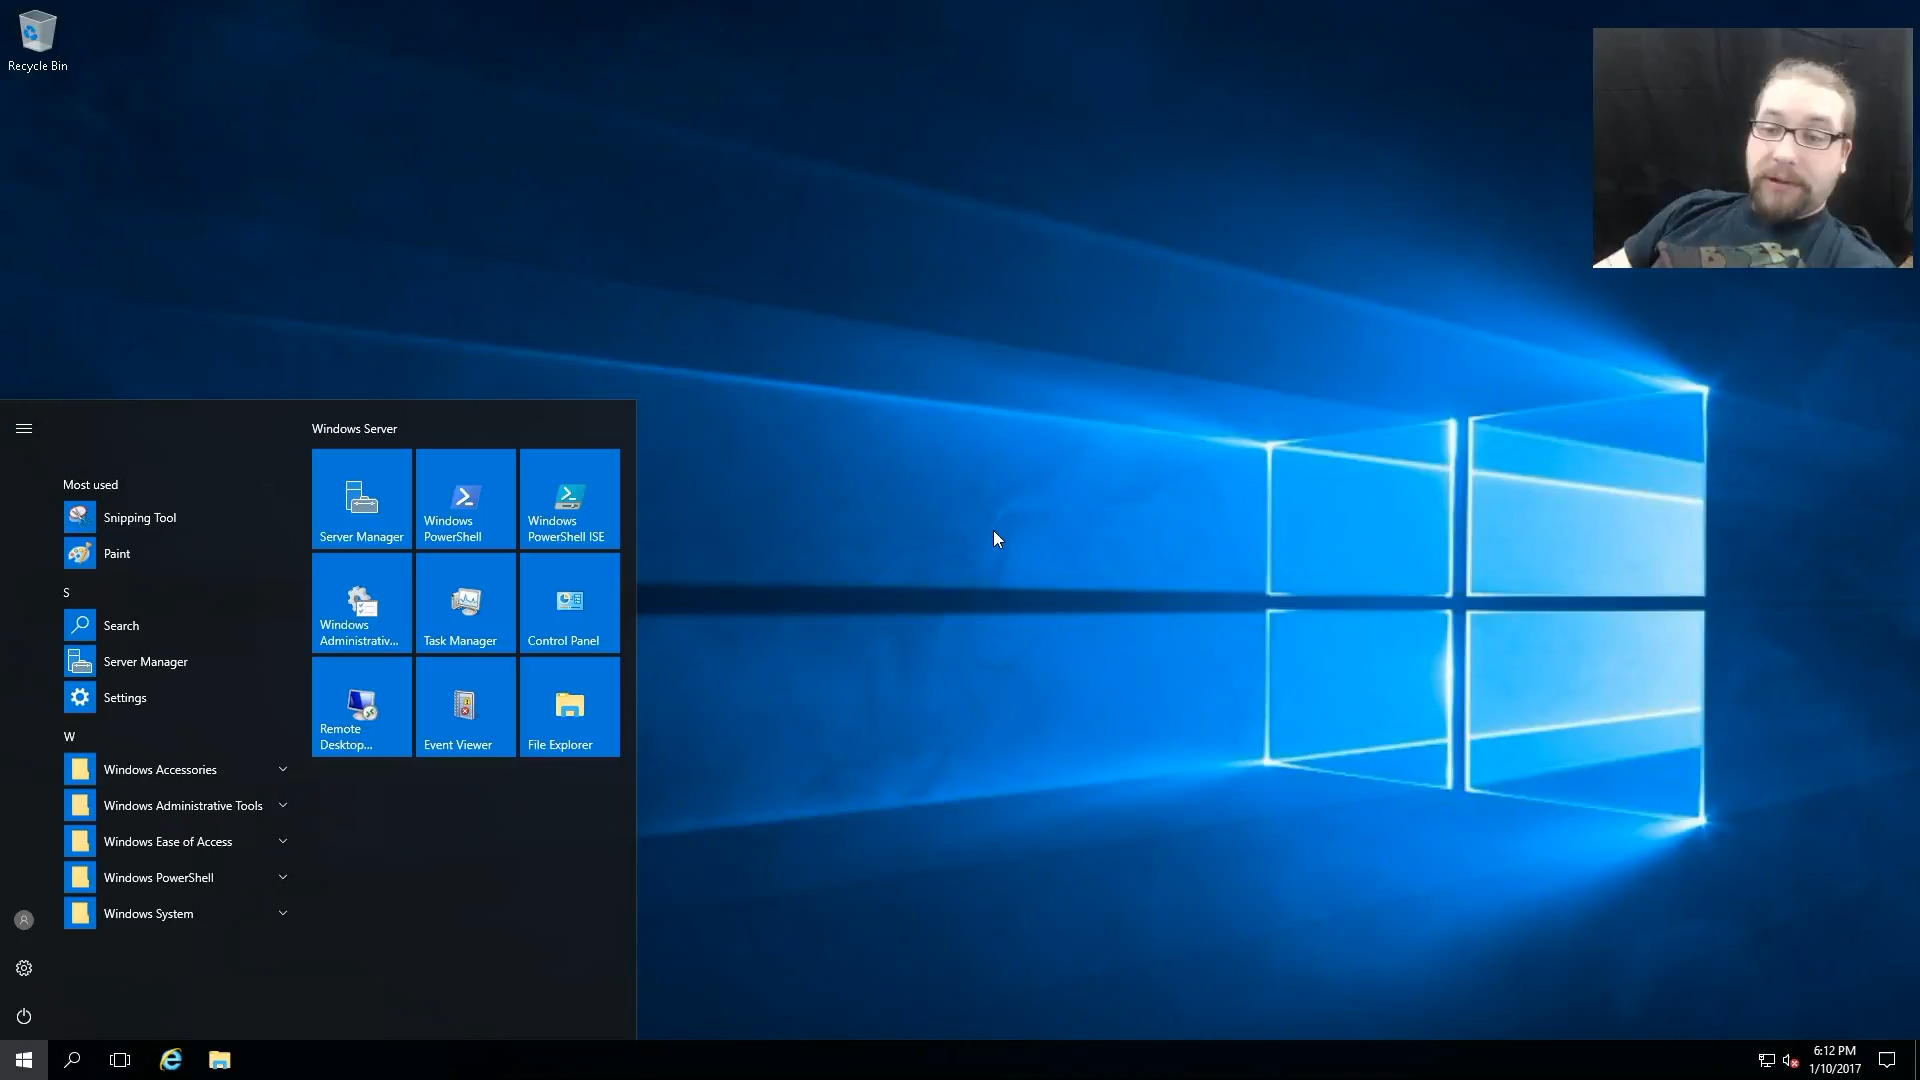 Recycle Bin
Windows Server
Most used
Snipping Tool
Paint
S
Search
Server Manager
Settings
W
Windows Accessories
Windows Administrative Tools
Windows Ease of Access
Windows PowerShell
Windows System
Server Manager
Windows
PowerShell
Windows
PowerShell ISE
Windows
Administrativ...
Task Manager
Control Panel
Remote
Desktop...
Event Viewer
File Explorer
6:12 PM
1/10/2017